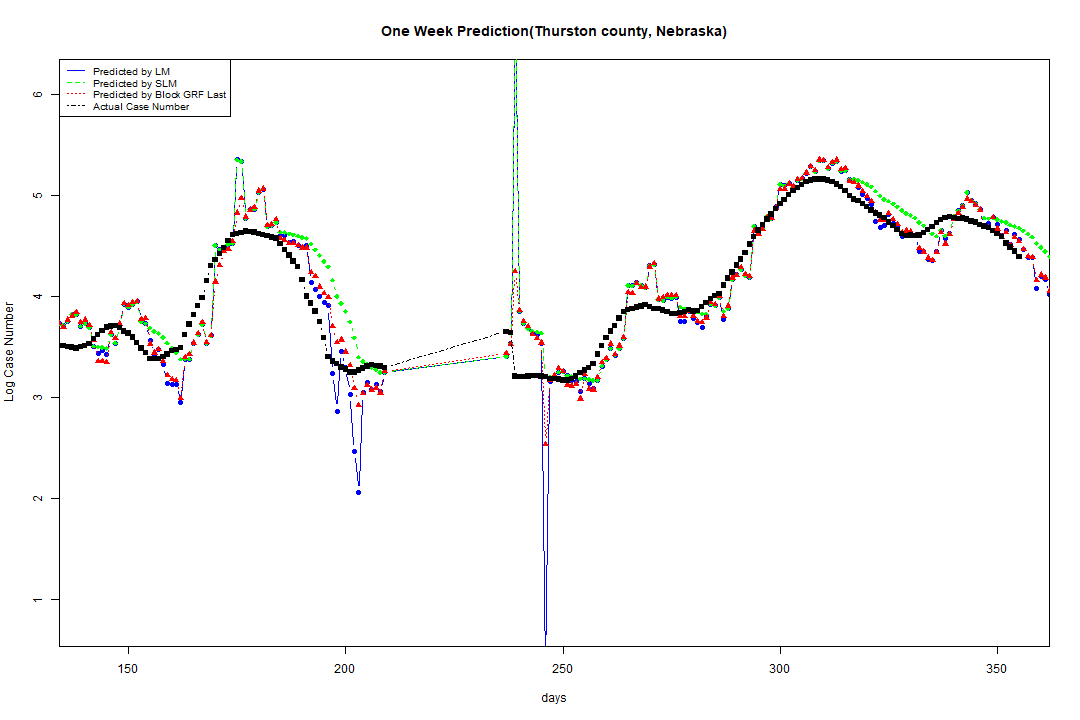 One Week Prediction(Thurston county, Nebraska)
Predicted by LM
Predicted by SLM
Predicted by Block GRF Last
Actual Case Number
6
5
4
3
2
1
Log Case Number
150 200 250 300 350
days